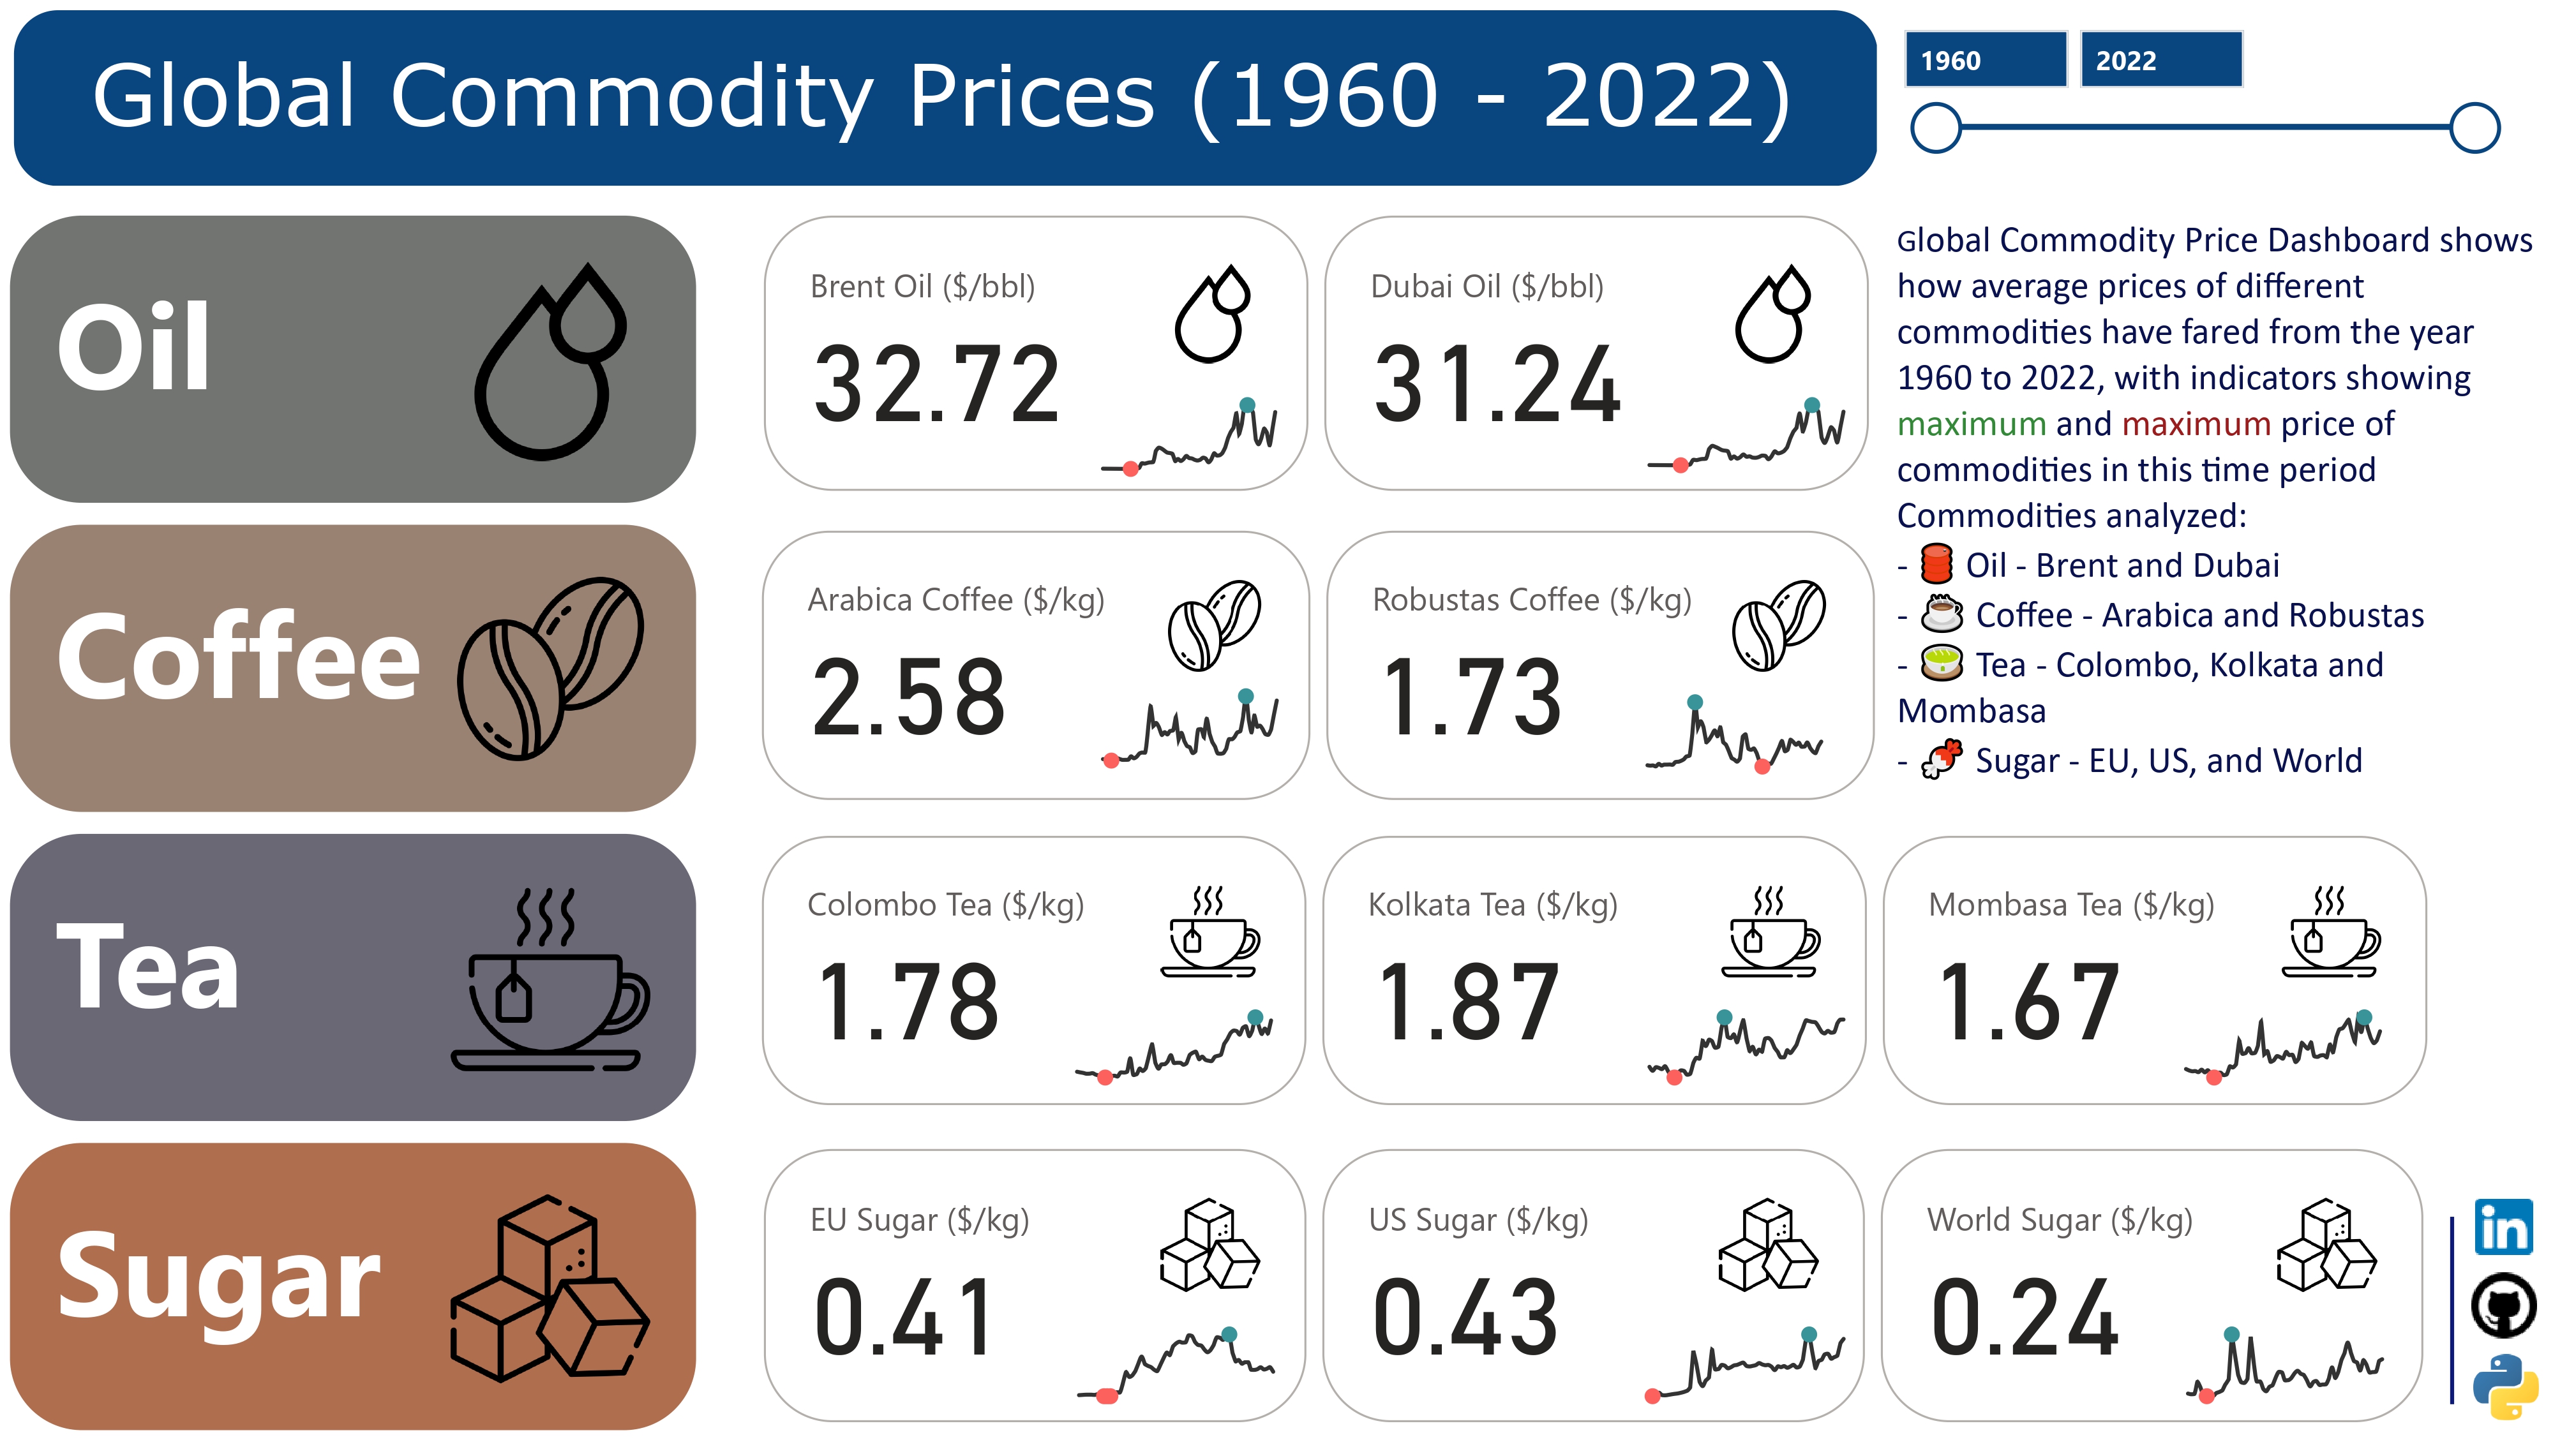 Global Commodity Prices (1960 - 2022)
1960
2022
Oil
Brent Oil ($/bbl)
32.72
Dubai Oil ($/bbl)
31.24
Global Commodity Price Dashboard shows
how average prices of different
commodities have fared from the year
1960 to 2022, with indicators showing
maximum and maximum price of
commodities in this time period
Commodities analyzed:
- Oil - Brent and Dubai
- Coffee - Arabica and Robustas
- Tea - Colombo, Kolkata and
Mombasa
- Sugar - EU, US, and World
Coffee
Arabica Coffee ($/kg)
2.58
Robustas Coffee ($/kg)
1.73
Tea
Colombo Tea ($/kg)
1.78
Kolkata Tea ($/kg)
1.87
Mombasa Tea ($/kg)
1.67
Sugar
EU Sugar ($/kg)
0.41
US Sugar ($/kg)
0.43
World Sugar ($/kg)
0.24
in